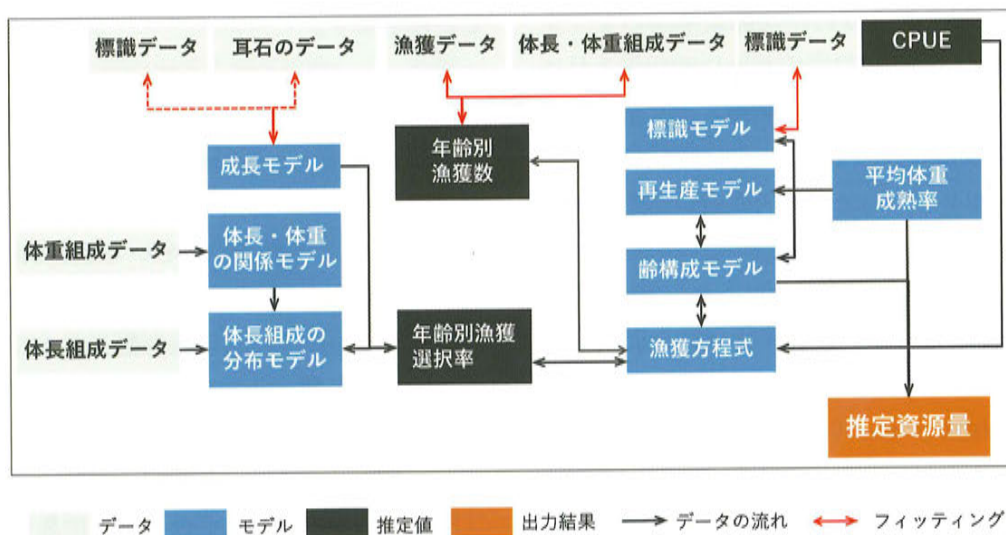 標識データ
耳石のデータ
漁獲データ
体長・体重組成データ
標識データ
CPUE
成長モデル
年齢別
漁獲数
標識モデル
再生産モデル
平均体重
成熟率
体重組成データ
体長・体重
の関係モデル
齢構成モデル
体長組成データ
体長組成の
分布モデル
年齢別漁獲
選択率
漁獲方程式
推定資源量
データ
モデル
推定値
出力結果
データの流れ
フィッティング